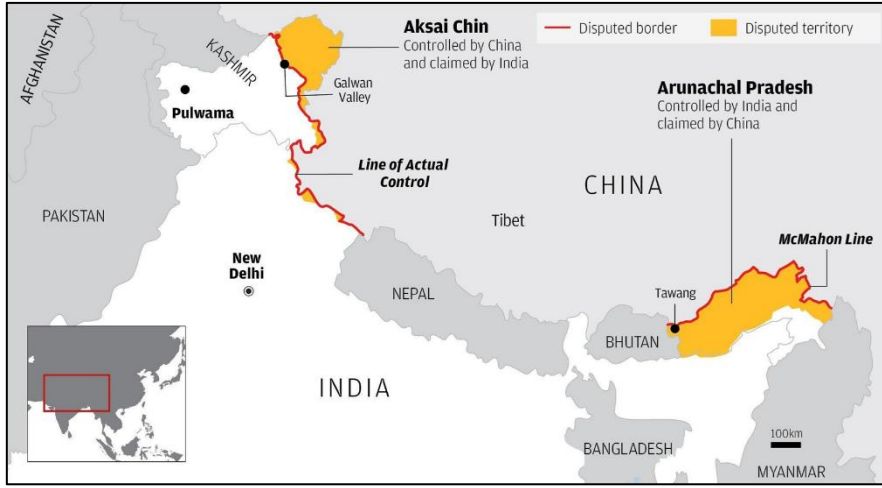 Disputed border
Disputed territory
Aksai Chin
Controlled by China
and claimed by India
AFGHANISTAN
KASHMIR
Galwan
Valley
Pulwama
Arunachal Pradesh
Controlled by India and
claimed by China
Line of Actual
Control
CHINA
PAKISTAN
Tibet
McMahon Line
New
Delhi
NEPAL
Tawang
BHUTAN
INDIA
100km
BANGLADESH
MYANMAR